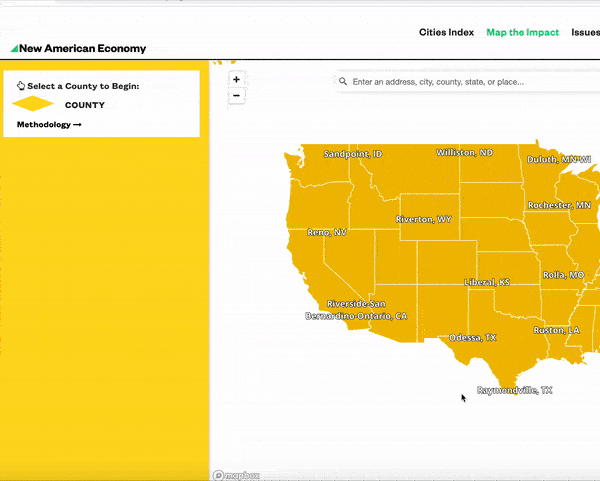 Cities Index Map the Impact Issues
New American Economy
Select a County to Begin:
COUNTY
Methodology →
+
−
Enter an address, city, county, state, or place...
Sandpoint, ID
Williston, ND
Duluth, MN-WI
Riverton, WY
Rochester, MN
Reno, NV
Liberal, KS
Rolla, MO
Riverside-San
Bernardino-Ontario, CA
Odessa, TX
Ruston, LA
Raymondville, TX
mapbox